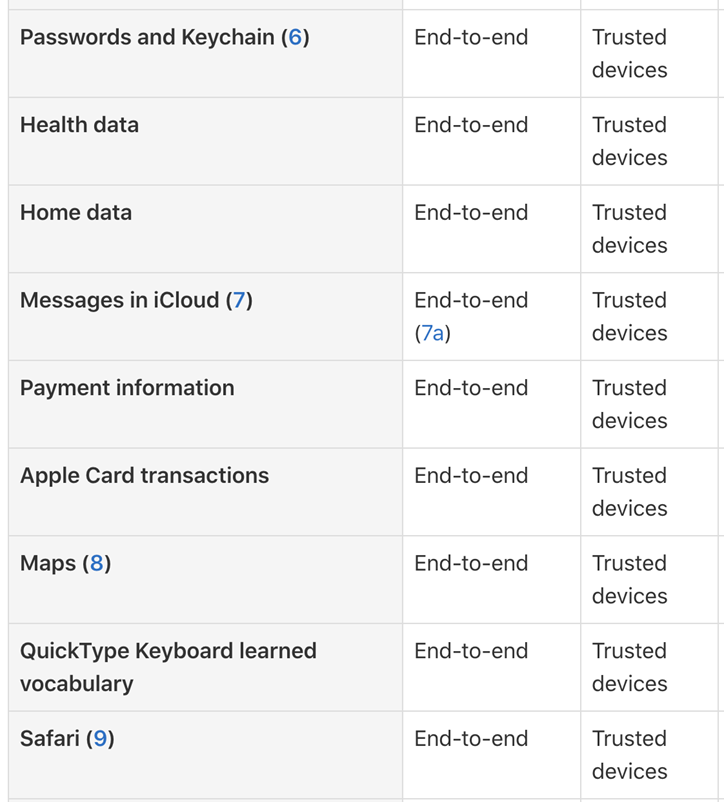 Passwords and Keychain (6) End-to-end Trusted
devices
Health data End-to-end Trusted
devices
Home data End-to-end Trusted
devices
Messages in iCloud (7) End-to-end Trusted
(7a) devices
Payment information End-to-end Trusted
devices
Apple Card transactions End-to-end Trusted
devices
Maps (8) End-to-end Trusted
devices
QuickType Keyboard learned End-to-end Trusted
vocabulary devices
Safari (9) End-to-end Trusted
devices